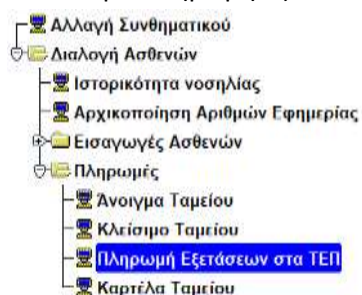 Αλλαγή Συνθηματικού
Διαλογή Ασθενών
Ιστορικότητα νοσηλίας
Αρχικοποίηση Αριθμών Εφημερίας
Εισαγωγές Ασθενών
Πληρωμές
Άνοιγμα Ταμείου
Κλείσιμο Ταμείου
Πληρωμή Εξετάσεων στα ΤΕΠ
Καρτέλα Ταμείου